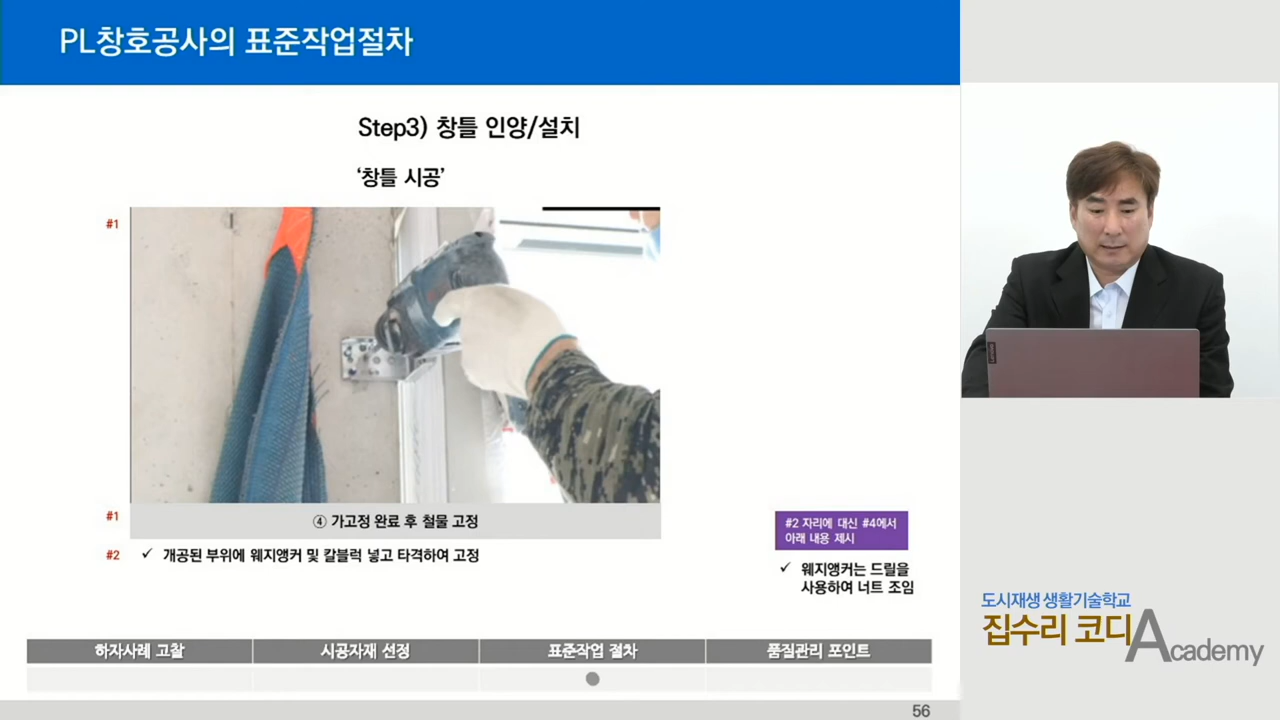 PL창호공사의 표준작업절차
Step3) 창틀 인양/설치
‘창틀 시공’
#1
#1
④ 가고정 완료 후 철물 고정
#2
✓ 개공된 부위에 웨지앵커 및 칼블럭 넣고 타격하여 고정
#2 자리에 대신 #4에서
아래 내용 제시
✓ 웨지앵커는 드릴을
사용하여 너트 조임
하자사례 고찰
시공자재 선정
표준작업 절차
품질관리 포인트
56
Lenovo
도시재생 생활기술학교
집수리 코디Academy